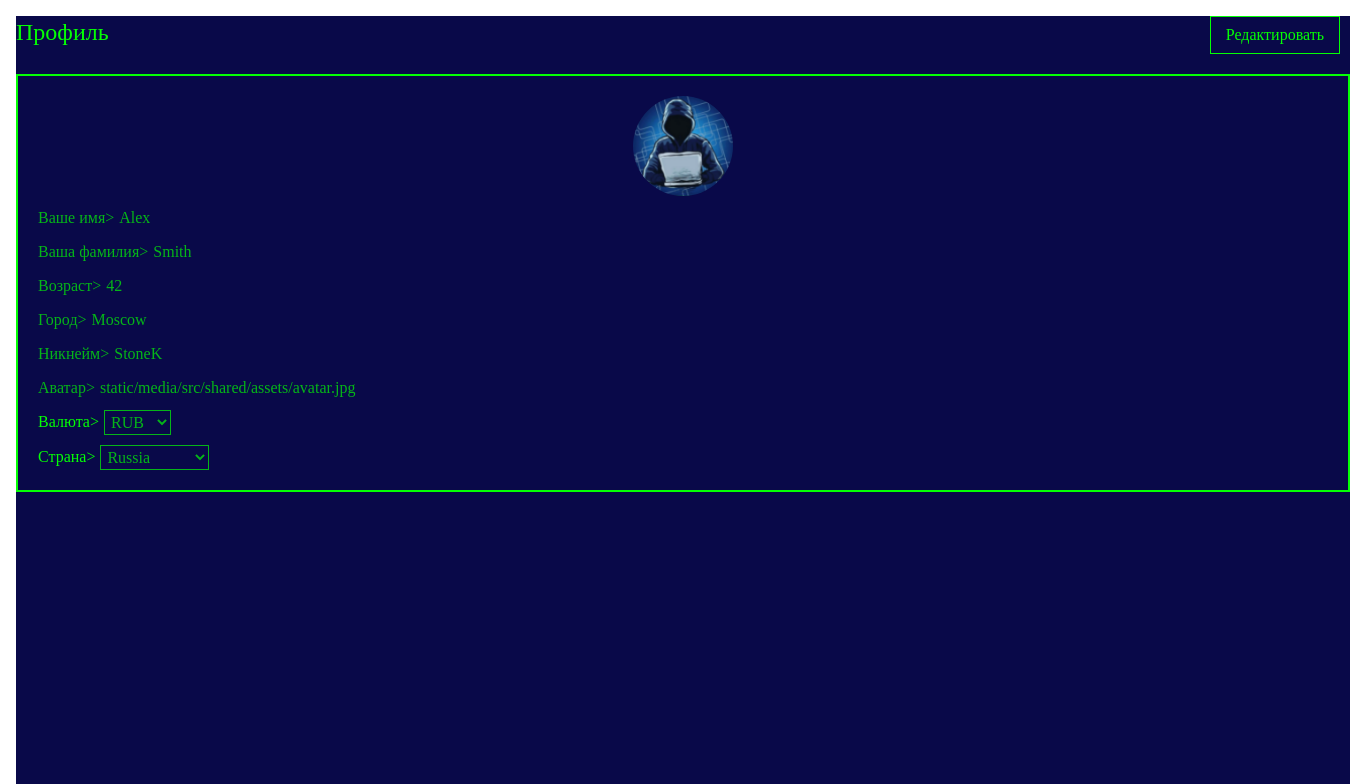 Профиль
Редактировать
Ваше имя> Alex
Ваша фамилия> Smith
Возраст> 42
Город> Moscow
Никнейм> StoneK
Аватар> static/media/src/shared/assets/avatar.jpg
Валюта> RUB
Страна> Russia